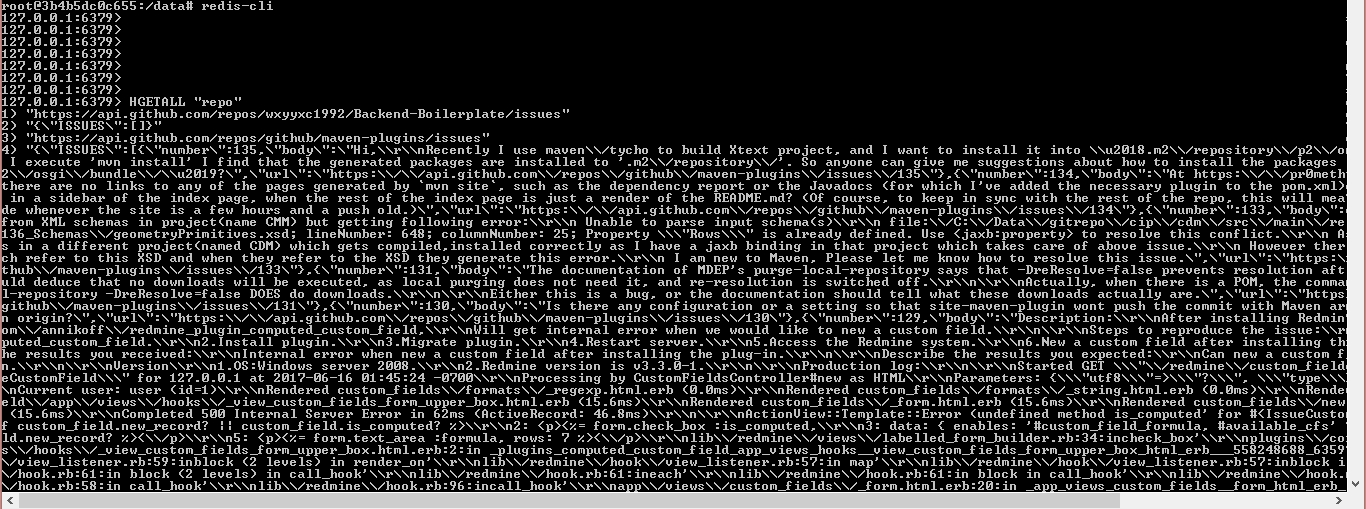 root@3b4b5dc0c655:/data# redis-cli
127.0.0.1:6379>
127.0.0.1:6379>
127.0.0.1:6379>
127.0.0.1:6379>
127.0.0.1:6379>
127.0.0.1:6379>
127.0.0.1:6379>
127.0.0.1:6379> HGETALL "repo"
1) "https://api.github.com/repos/wxyyxc1992/Backend-Boilerplate/issues"
2) "{\"ISSUES\":[]}"
3) "https://api.github.com/repos/github/maven-plugins/issues"
4) "{\"ISSUES\":[{\"number\":135,\"body\":\"Hi,\\r\\nRecently I use maven\\/tycho to build Xtext project, and I want to install it into \\u2018.m2\\/repository\\/p2\\/o
 I execute 'mvn install' I find that the generated packages are installed to '.m2\\/repository\\/'. So anyone can give me suggestions about how to install the packages
2\\/osgi\\/bundle\\/\\u2019?\",\"url\":\"https:\\/\\/api.github.com\\/repos\\/github\\/maven-plugins\\/issues\\/135\"},{\"number\":134,\"body\":\"At https:\\/\\/pr0meth
there are no links to any of the pages generated by `mvn site`, such as the dependency report or the Javadocs (for which I've added the necessary plugin to the pom.xml)
 in a sidebar of the index page, when the rest of the index page is just a render of the README.md? (Of course, to keep in sync with the rest of the repo, this will mea
de whenever the site is a few hours and a push old.)\",\"url\":\"https:\\/\\/api.github.com\\/repos\\/github\\/maven-plugins\\/issues\\/134\"},{\"number\":133,\"body\":
from XML schemas in project(name CMM) but getting following error:\\r\\n Unable to parse input schema(s)\\r\\n file:\\/C:\\/Data\\/gitrepo\\/cip\\/cdm\\/src\\/main\\/re
136_Schemas\\/geometryPrimitives.xsd; lineNumber: 648; columnNumber: 25; Property \\\"Rows\\\" is already defined. Use <jaxb:property> to resolve this conflict.\\r\\n A
s in a different project(named CDM) which gets compiled,installed correctly as I have a jaxb binding in that project which takes care of above issue.\\r\\n However ther
ch refer to this XSD and when they refer to the XSD they generate this error.\\r\\n I am new to Maven, Please let me know how to resolve this issue.\",\"url\":\"https:\
thub\\/maven-plugins\\/issues\\/133\"},{\"number\":131,\"body\":\"The documentation of MDEP's purge-local-repository says that -DreResolve=false prevents resolution aft
uld deduce that no downloads will be executed, as local purging does not need it, and re-resolution is switched off.\\r\\n\\r\\nActually, when there is a POM, the comma
l-repository -DreResolve=false DOES do downloads.\\r\\n\\r\\nEither this is a bug, or the documentation should tell what these downloads actually are.\",\"url\":\"https
github\\/maven-plugins\\/issues\\/131\"},{\"number\":130,\"body\":\"Is there any configuration or a setting so that site-maven-plugin wont push the commit with Maven ar
n origin?\",\"url\":\"https:\\/\\/api.github.com\\/repos\\/github\\/maven-plugins\\/issues\\/130\"},{\"number\":129,\"body\":\"Description:\\r\\nAfter installing Redmin
om\\/annikoff\\/redmine_plugin_computed_custom_field,\\r\\nWill get internal error when we would like to new a custom field.\\r\\n\\r\\nSteps to reproduce the issue:\\r
puted_custom_field.\\r\\n2.Install plugin.\\r\\n3.Migrate plugin.\\r\\n4.Restart server.\\r\\n5.Access the Redmine system.\\r\\n6.New a custom field after installing th
he results you received:\\r\\nInternal error when new a custom field after installing the plug-in.\\r\\n\\r\\nDescribe the results you expected:\\r\\nCan new a custom f
n.\\r\\n\\r\\nVersion\\r\\n1.OS:Windows server 2008.\\r\\n2.Redmine version is v3.3.0-1.\\r\\n\\r\\nProduction log:\\r\\n\\r\\nStarted GET \\\"\\/redmine\\/custom_field
eCustomField\\\" for 127.0.0.1 at 2017-06-16 01:45:24 -0700\\r\\nProcessing by CustomFieldsController#new as HTML\\r\\nParameters: {\\\"utf8\\\"=>\\\"?\\\", \\\"type\\
\nCurrent user: user (id=1)\\r\\nRendered custom_fields\\/formats\\/_regexp.html.erb (0.0ms)\\r\\nRendered custom_fields\\/formats\\/_string.html.erb (0.0ms)\\r\\nRende
eld\\/app\\/views\\/hooks\\/_view_custom_fields_form_upper_box.html.erb (15.6ms)\\r\\nRendered custom_fields\\/_form.html.erb (15.6ms)\\r\\nRendered custom_fields\\/new
 (15.6ms)\\r\\nCompleted 500 Internal Server Error in 62ms (ActiveRecord: 46.8ms)\\r\\n\\r\\nActionView::Template::Error (undefined method is_computed' for #<IssueCusto
f custom_field.new_record? || custom_field.is_computed? %>\\r\\n2: <p><%= form.check_box :is_computed,\\r\\n3: data: { enables: '#custom_field_formula, #available_cfs'
ld.new_record? %><\\/p>\\r\\n5: <p><%= form.text_area :formula, rows: 7 %><\\/p>\\r\\nlib\\/redmine\\/views\\/labelled_form_builder.rb:34:incheck_box'\\r\\nplugins\\/co
s\\/hooks\\/_view_custom_fields_form_upper_box.html.erb:2:in _plugins_computed_custom_field_app_views_hooks__view_custom_fields_form_upper_box_html_erb___558248688_6359
\/view_listener.rb:59:inblock (2 levels) in render_on'\\r\\nlib\\/redmine\\/hook\\/view_listener.rb:57:in map'\\r\\nlib\\/redmine\\/hook\\/view_listener.rb:57:inblock i
\/hook.rb:61:in block (2 levels) in call_hook'\\r\\nlib\\/redmine\\/hook.rb:61:ineach'\\r\\nlib\\/redmine\\/hook.rb:61:in block in call_hook'\\r\\nlib\\/redmine\\/hook.
\/hook.rb:58:in call_hook'\\r\\nlib\\/redmine\\/hook.rb:96:incall_hook'\\r\\napp\\/views\\/custom_fields\\/_form.html.erb:20:in _app_views_custom_fields__form_html_erb_